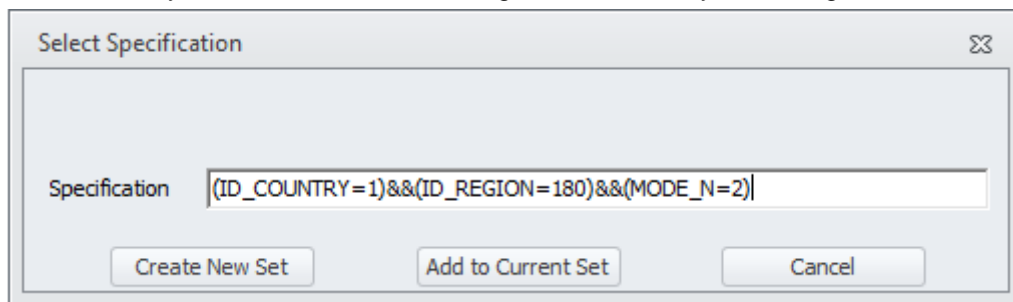 Select Specification
Specification (ID_COUNTRY=1)&&(ID_REGION=180)&&(MODE_N=2)
Create New Set Add to Current Set Cancel